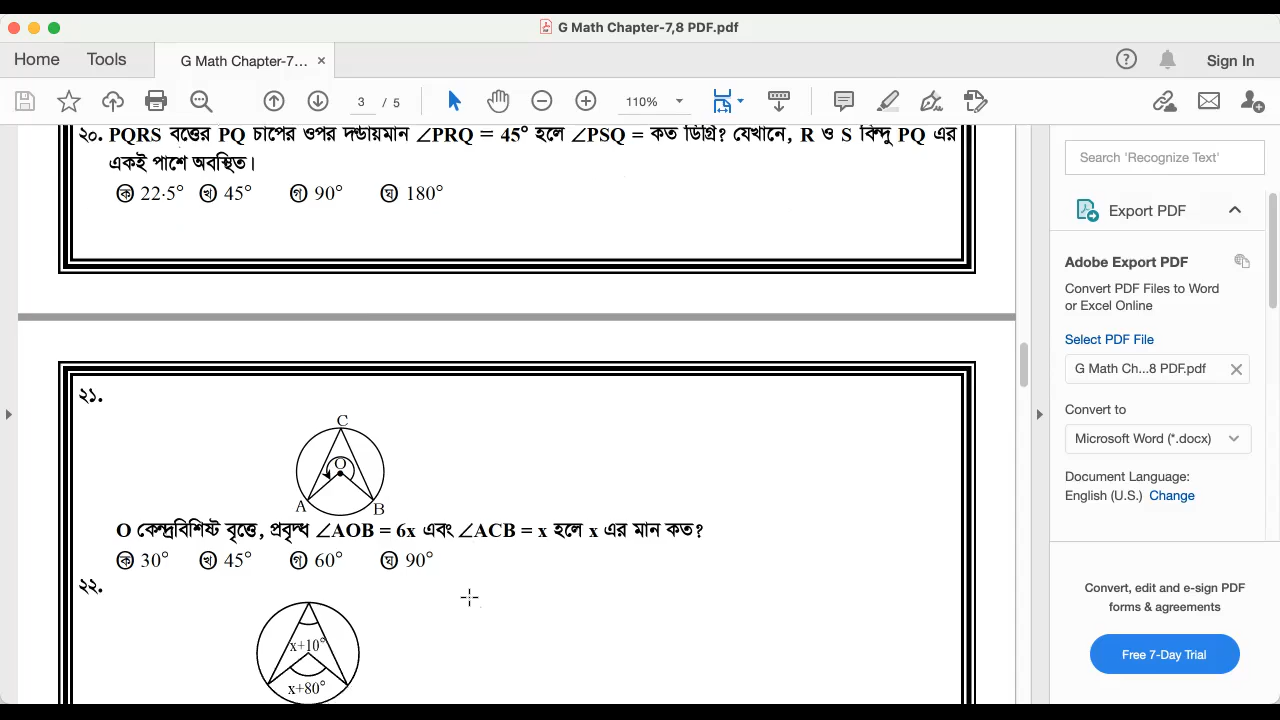 G Math Chapter-7,8 PDF.pdf
Home Tools G Math Chapter-7... × Sign In
3 / 5 110%
২০. PQRS বৃত্তের PQ চাপের ওপর দণ্ডায়মান ∠PRQ = 45° হলে ∠PSQ = কত ডিগ্রি? যেখানে, R ও S বিন্দু PQ এর
একই পাশে অবস্থিত।
ⓚ 22·5° ⓚ 45° ⓖ 90° ⓖ 180°
২১.
C
O
A B
O কেন্দ্রবিশিষ্ট বৃত্তে, প্রবৃদ্ধ ∠AOB = 6x এবং ∠ACB = x হলে x এর মান কত?
ক 30° খ 45° গ 60° ঘ 90°
২২.
x+10°
x+80°
Search 'Recognize Text'
Export PDF
Adobe Export PDF
Convert PDF Files to Word
or Excel Online
Select PDF File
G Math Ch...8 PDF.pdf
Convert to
Microsoft Word (*.docx)
Document Language:
English (U.S.) Change
Convert, edit and e-sign PDF
forms & agreements
Free 7-Day Trial